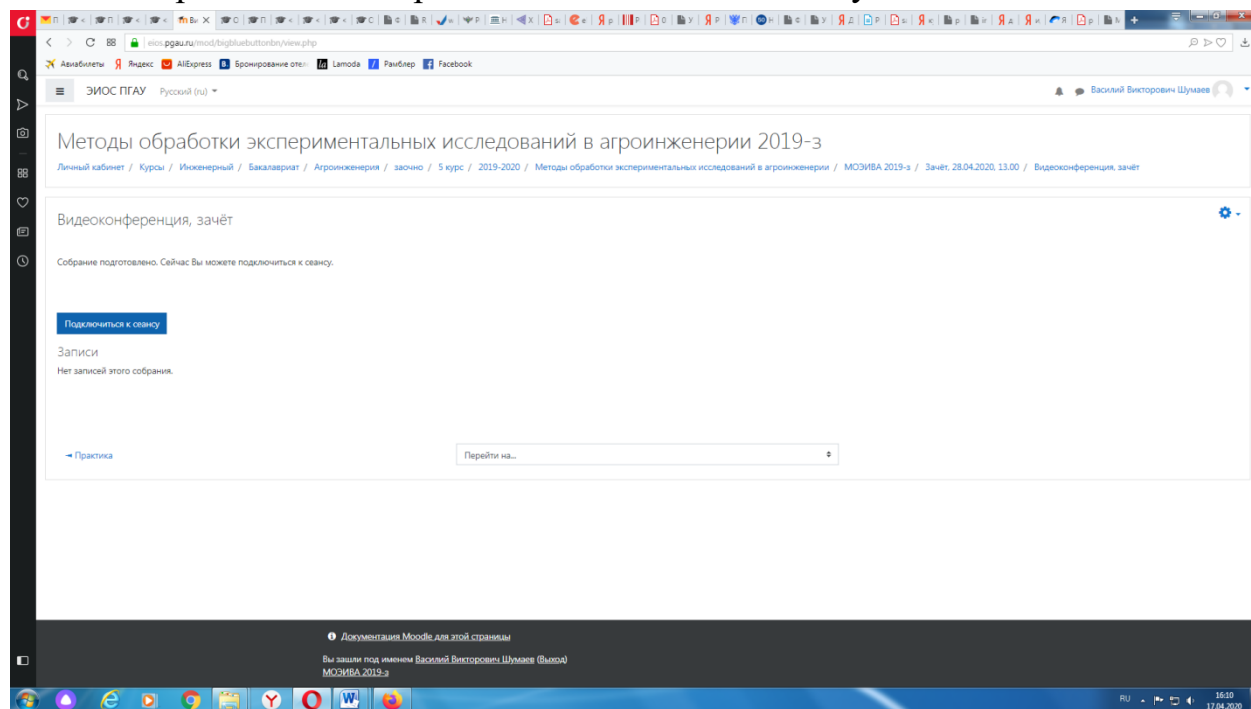 eios.pgau.ru/mod/bigbluebuttonbn/view.php
Авиабилеты Яндекс AliExpress Бронирование отел Lamoda Рамблер Facebook
ЭИОС ПГАУ Русский (ru) Василий Викторович Шумаев
Методы обработки экспериментальных исследований в агроинженерии 2019-з
Личный кабинет / Курсы / Инженерный / Бакалавриат / Агроинженерия / заочно / 5 курс / 2019-2020 / Методы обработки экспериментальных исследований в агроинженерии / МОЭИВА 2019-з / Зачёт, 28.04.2020, 13.00 / Видеоконференция, зачёт
Видеоконференция, зачёт
Собрание подготовлено. Сейчас Вы можете подключиться к сеансу.
Подключиться к сеансу
Записи
Нет записей этого собрания.
◄ Практика Перейти на...
Документация Moodle для этой страницы
Вы зашли под именем Василий Викторович Шумаев (Выход)
МОЭИВА 2019-з
RU 16:10
17.04.2020